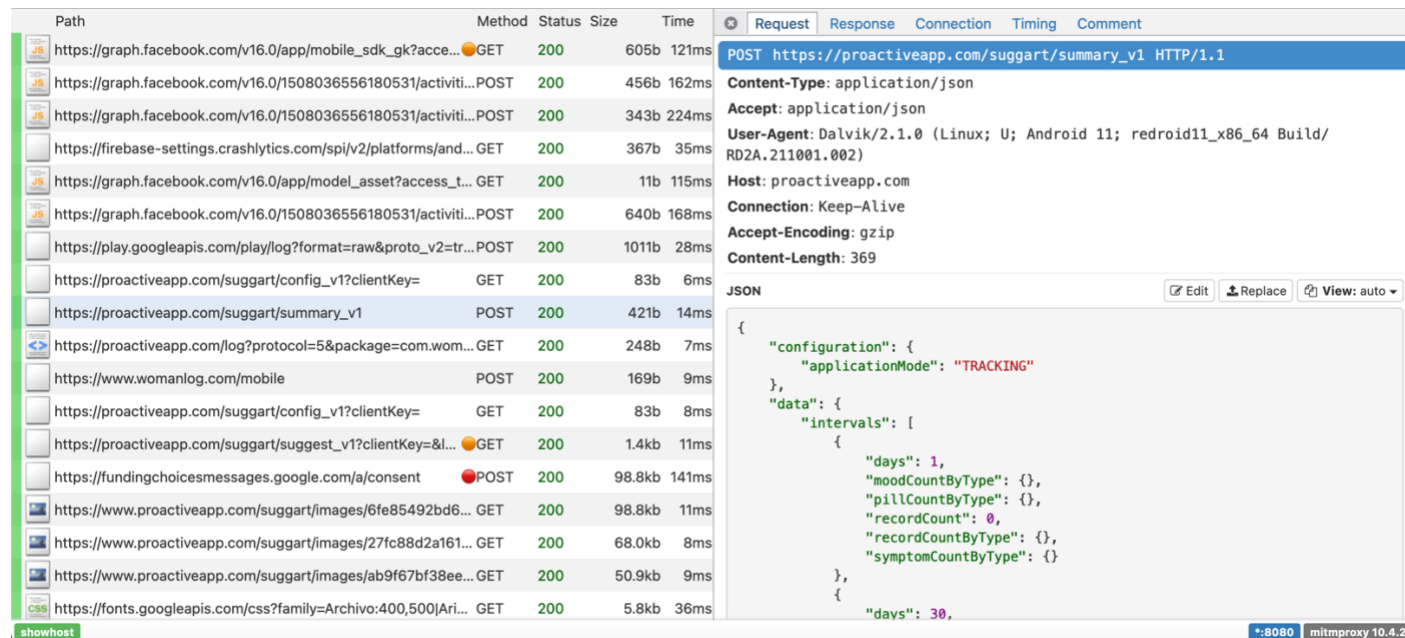 Path Method Status Size Time
https://graph.facebook.com/v16.0/app/mobile_sdk_gk?acce... GET 200 605b 121ms
https://graph.facebook.com/v16.0/1508036556180531/activiti... POST 200 456b 162ms
https://graph.facebook.com/v16.0/1508036556180531/activiti... POST 200 343b 224ms
https://firebase-settings.crashlytics.com/spi/v2/platforms/and... GET 200 367b 35ms
https://graph.facebook.com/v16.0/app/model_asset?access_t... GET 200 11b 115ms
https://graph.facebook.com/v16.0/1508036556180531/activiti... POST 200 640b 168ms
https://play.googleapis.com/play/log?format=raw&proto_v2=tr... POST 200 1011b 28ms
https://proactiveapp.com/suggart/config_v1?clientKey= GET 200 83b 6ms
https://proactiveapp.com/suggart/summary_v1 POST 200 421b 14ms
https://proactiveapp.com/log?protocol=5&package=com.wom... GET 200 248b 7ms
https://www.womanlog.com/mobile POST 200 169b 9ms
https://proactiveapp.com/suggart/config_v1?clientKey= GET 200 83b 8ms
https://proactiveapp.com/suggart/suggest_v1?clientKey=&l... GET 200 1.4kb 11ms
https://fundingchoicesmessages.google.com/a/consent POST 200 98.8kb 141ms
https://www.proactiveapp.com/suggart/images/6fe85492bd6... GET 200 98.8kb 11ms
https://www.proactiveapp.com/suggart/images/27fc88d2a161... GET 200 68.0kb 8ms
https://www.proactiveapp.com/suggart/images/ab9f67bf38ee... GET 200 50.9kb 9ms
https://fonts.googleapis.com/css?family=Archivo:400,500|Ari... GET 200 5.8kb 36ms
Request Response Connection Timing Comment
POST https://proactiveapp.com/suggart/summary_v1 HTTP/1.1
Content-Type: application/json
Accept: application/json
User-Agent: Dalvik/2.1.0 (Linux; U; Android 11; redroid11_x86_64 Build/
RD2A.211001.002)
Host: proactiveapp.com
Connection: Keep-Alive
Accept-Encoding: gzip
Content-Length: 369
JSON Edit Replace View: auto
{
"configuration": {
"applicationMode": "TRACKING"
},
"data": {
"intervals": [
{
"days": 1,
"moodCountByType": {},
"pillCountByType": {},
"recordCount": 0,
"recordCountByType": {},
"symptomCountByType": {}
},
{
"days": 30,
showhost *:8080 mitmproxy 10.4.2